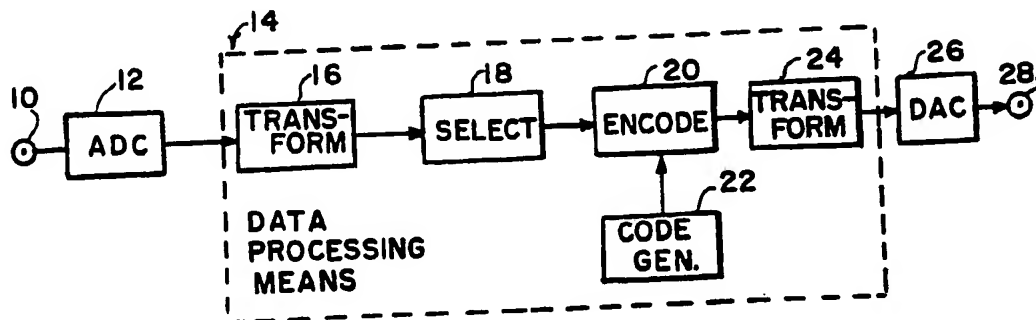 14
10
12
16
18
20
24
26
28
ADC
TRANS-
FORM
SELECT
ENCODE
TRANS-
FORM
DAC
22
CODE
GEN.
DATA
PROCESSING
MEANS